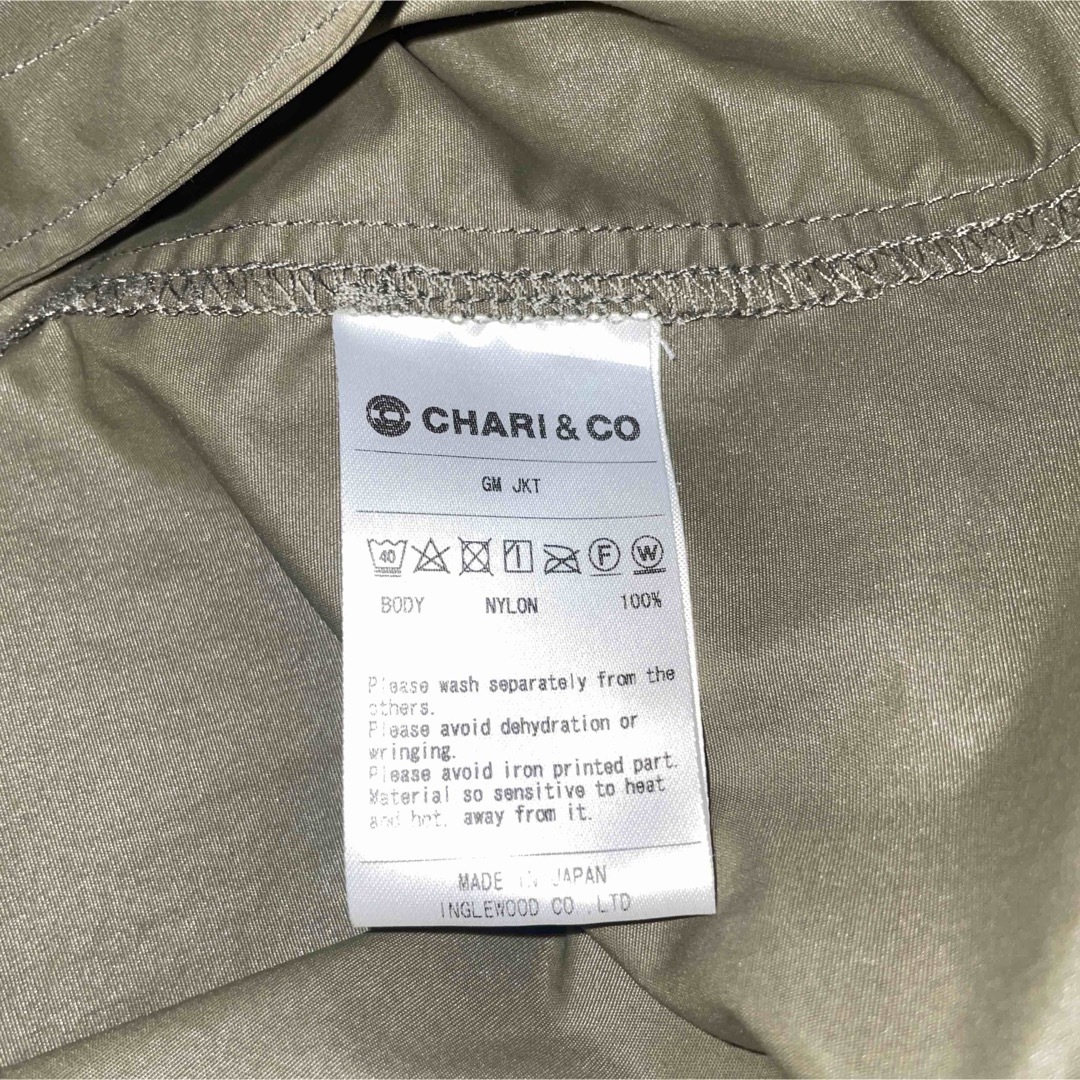 CHARI & CO
GM JKT
40 F W
BODY NYLON 100%
Please wash separately from the
others.
Please avoid dehydration or
wringing.
Please avoid iron printed part.
Material so sensitive to heat
and hot. away from it.
MADE IN JAPAN
INGLEWOOD CO.,LTD